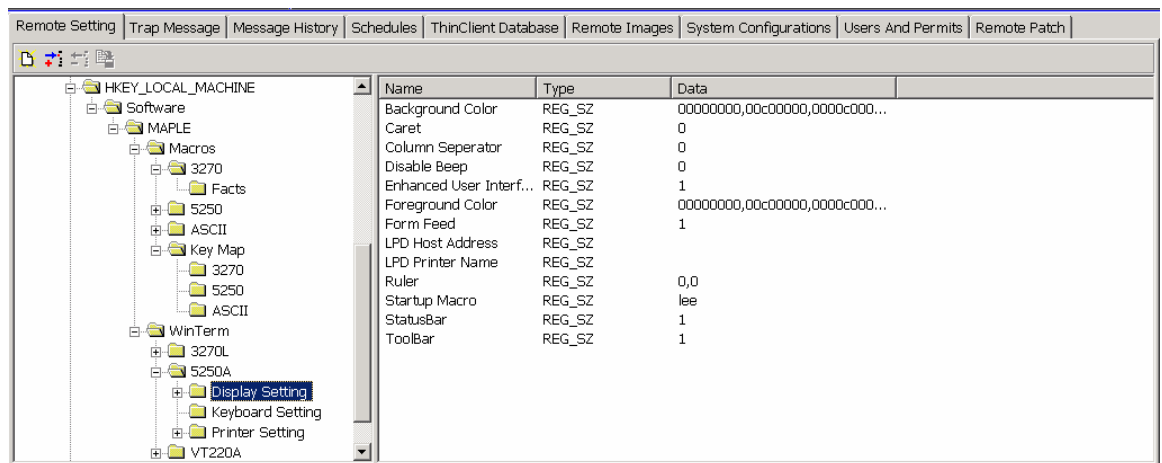 Remote Setting Trap Message Message History Schedules ThinClient Database Remote Images System Configurations Users And Permits Remote Patch
HKEY_LOCAL_MACHINE
Software
MAPLE
Macros
3270
Facts
5250
ASCII
Key Map
3270
5250
ASCII
WinTerm
3270L
5250A
Display Setting
Keyboard Setting
Printer Setting
VT220A
Name Type Data
Background Color REG_SZ 00000000,00c00000,0000c000...
Caret REG_SZ 0
Column Seperator REG_SZ 0
Disable Beep REG_SZ 0
Enhanced User Interf... REG_SZ 1
Foreground Color REG_SZ 00000000,00c00000,0000c000...
Form Feed REG_SZ 1
LPD Host Address REG_SZ
LPD Printer Name REG_SZ
Ruler REG_SZ 0,0
Startup Macro REG_SZ lee
StatusBar REG_SZ 1
ToolBar REG_SZ 1